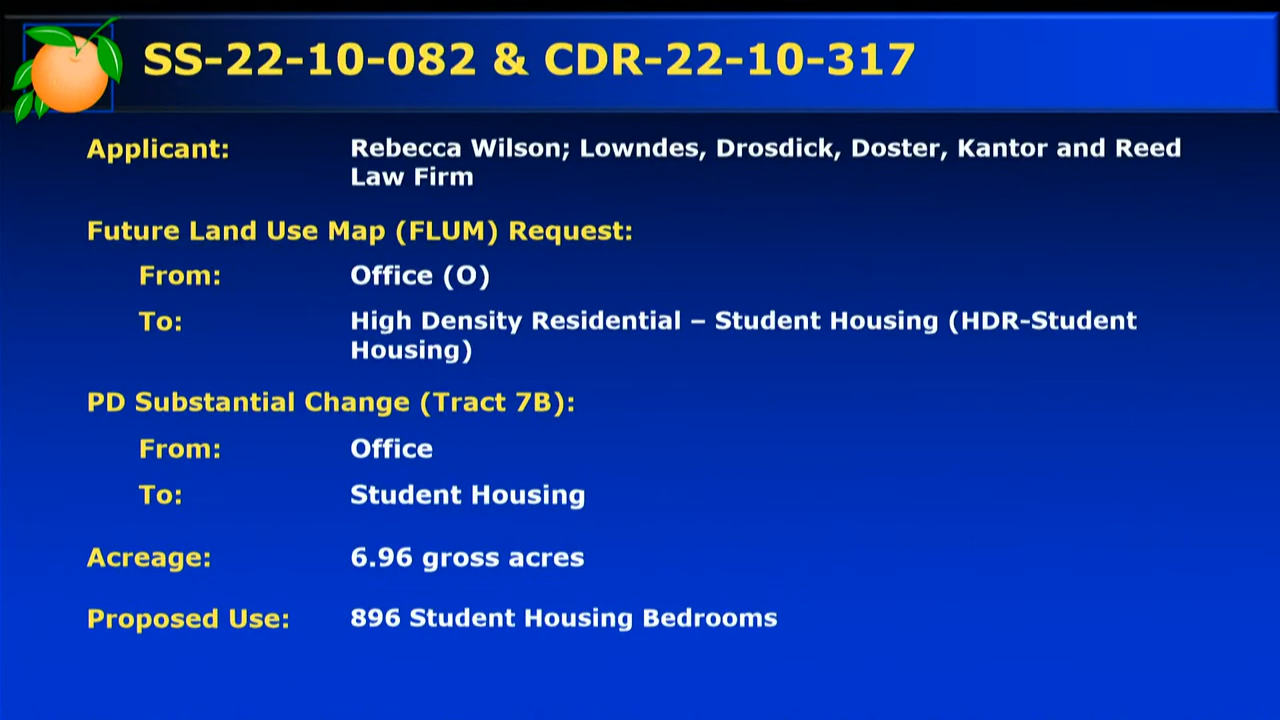 SS-22-10-082 & CDR-22-10-317
Applicant: Rebecca Wilson; Lowndes, Drosdick, Doster, Kantor and Reed
Law Firm
Future Land Use Map (FLUM) Request:
From: Office (O)
To: High Density Residential – Student Housing (HDR-Student
Housing)
PD Substantial Change (Tract 7B):
From: Office
To: Student Housing
Acreage: 6.96 gross acres
Proposed Use: 896 Student Housing Bedrooms